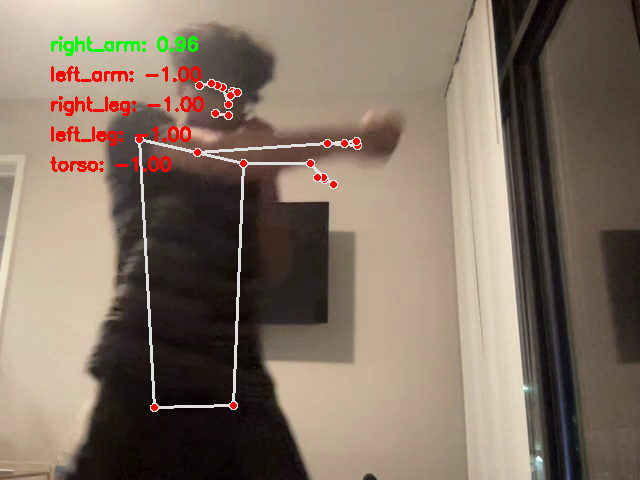 right_arm: 0.96
left_arm: -1.00
right_leg: -1.00
left_leg: -1.00
torso: -1.00